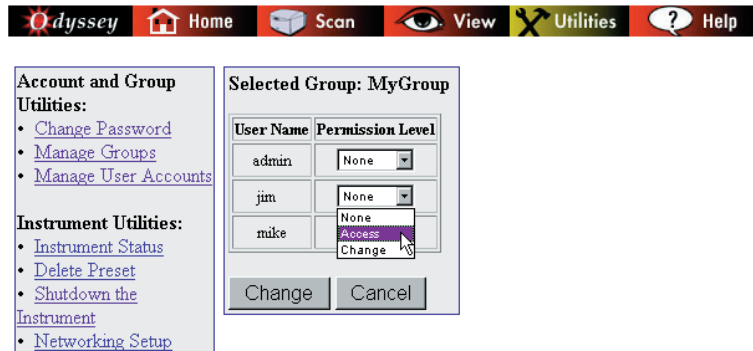 Odyssey Home Scan View Utilities ? Help
Account and Group
Utilities:
• Change Password
• Manage Groups
• Manage User Accounts
Instrument Utilities:
• Instrument Status
• Delete Preset
• Shutdown the
Instrument
• Networking Setup
Selected Group: MyGroup
User Name Permission Level
admin None
jim None
None
mike Access
Change
Change Cancel